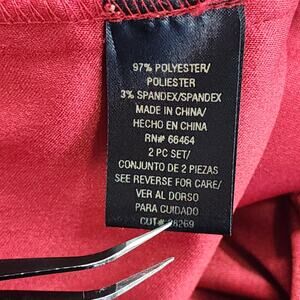 97% POLYESTER/
POLIESTER
3% SPANDEX/SPANDEX
MADE IN CHINA/
HECHO EN CHINA
RN# 66464
2 PC SET/
CONJUNTO DE 2 PIEZAS
SEE REVERSE FOR CARE/
VER AL DORSO
PARA CUIDADO
CUT#